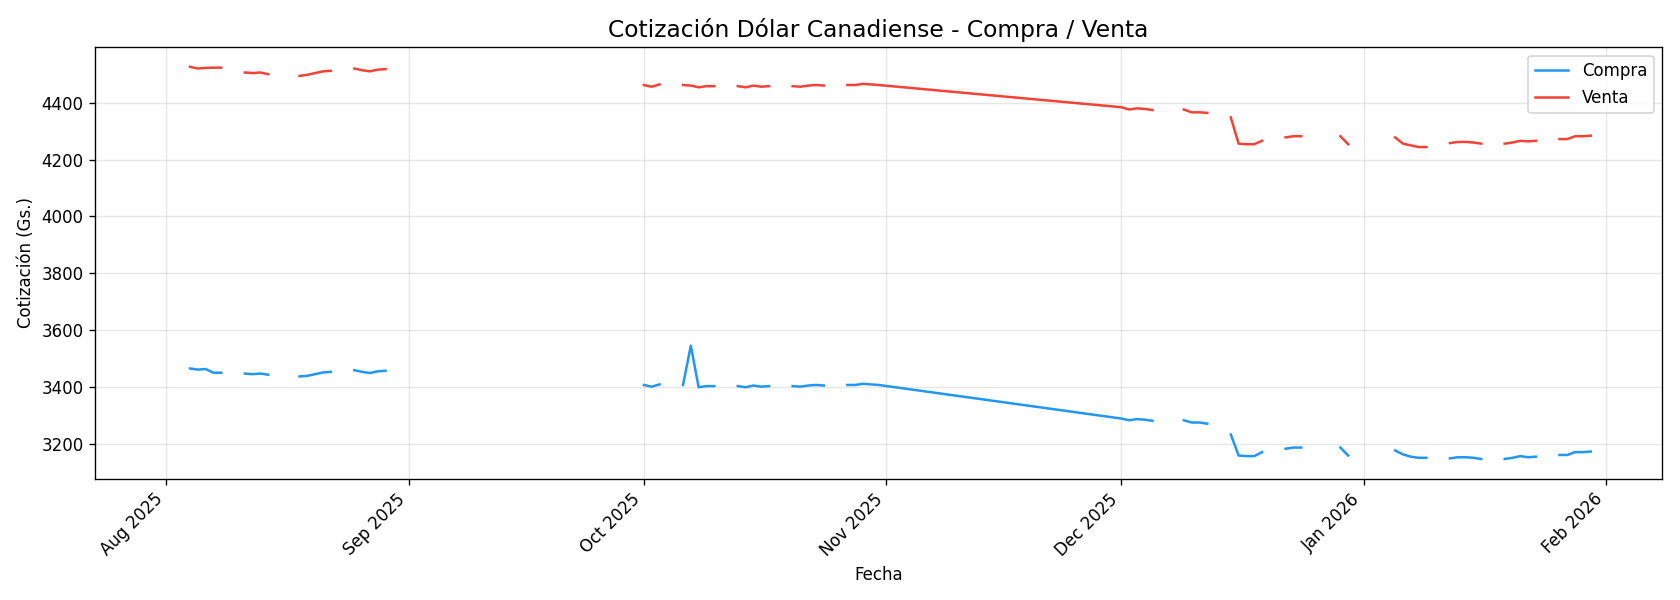 Cotización Dólar Canadiense - Compra / Venta
Compra
Venta
Cotización (Gs.)
4400
4200
4000
3800
3600
3400
3200
Aug 2025
Sep 2025
Oct 2025
Nov 2025
Dec 2025
Jan 2026
Feb 2026
Fecha